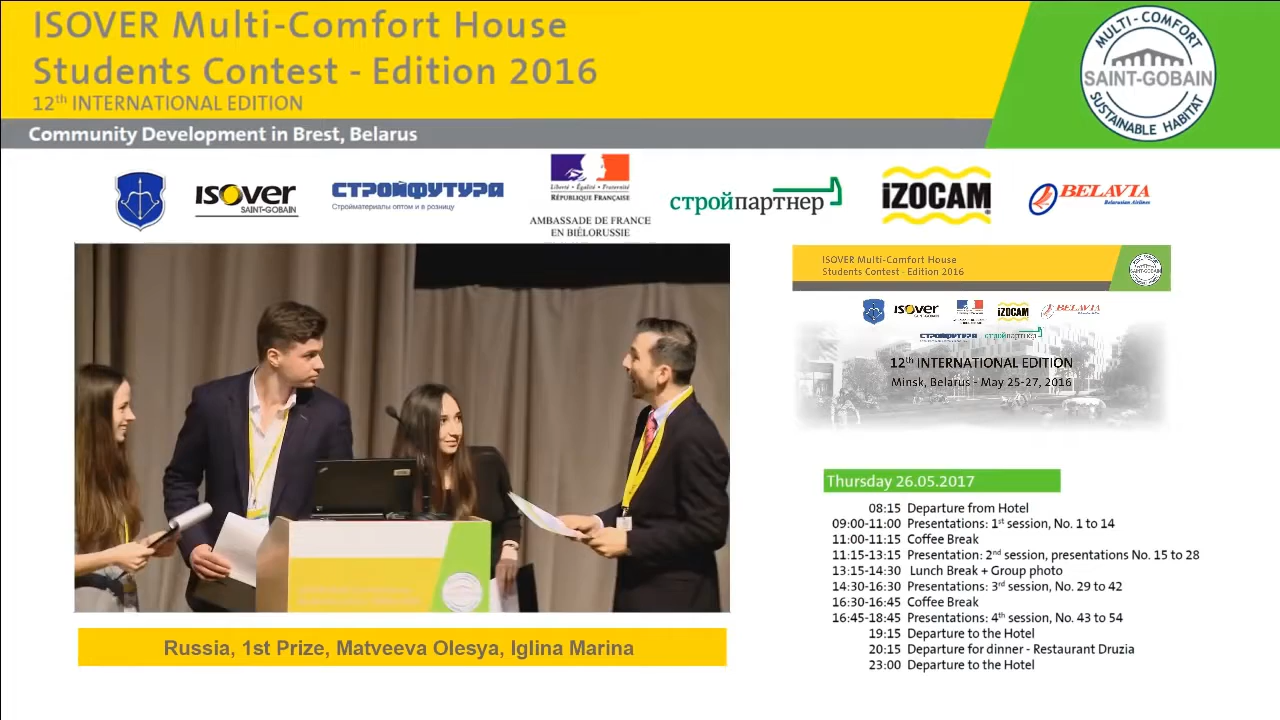 ISOVER Multi-Comfort House
Students Contest - Edition 2016
12th INTERNATIONAL EDITION
Community Development in Brest, Belarus
MULTI-COMFORT
SAINT-GOBAIN
SUSTAINABLE HABITAT
isover
SAINT-GOBAIN
СТРОЙФУТУРА
Стройматериалы оптом и в розницу
Liberté • Égalité • Fraternité
RÉPUBLIQUE FRANÇAISE
AMBASSADE DE FRANCE
EN BIÉLORUSSIE
стройпартнер
iZOCAM
BELAVIA
Belarusian Airlines
ISOVER Multi-Comfort House
Students Contest - Edition 2016
SAINT-GOBAIN
isover
iZOCAM
BELAVIA
СТРОЙФУТУРА
стройпартнер
12th INTERNATIONAL EDITION
Minsk, Belarus - May 25-27, 2016
Thursday 26.05.2017
08:15 Departure from Hotel
09:00-11:00 Presentations: 1st session, No. 1 to 14
11:00-11:15 Coffee Break
11:15-13:15 Presentation: 2nd session, presentations No. 15 to 28
13:15-14:30 Lunch Break + Group photo
14:30-16:30 Presentations: 3rd session, No. 29 to 42
16:30-16:45 Coffee Break
16:45-18:45 Presentations: 4th session, No. 43 to 54
19:15 Departure to the Hotel
20:15 Departure for dinner - Restaurant Druzia
23:00 Departure to the Hotel
Russia, 1st Prize, Matveeva Olesya, Iglina Marina